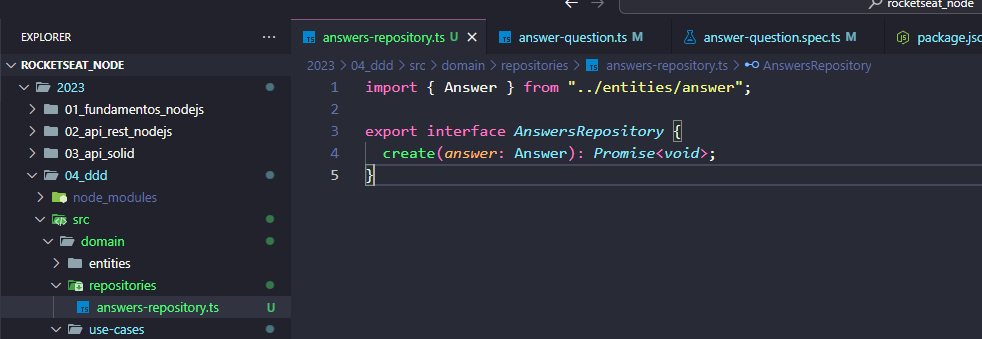 rocketseat_node
EXPLORER
answers-repository.ts U
answer-question.ts M
answer-question.spec.ts M
package.jsc
ROCKETSEAT_NODE
2023
01_fundamentos_nodejs
02_api_rest_nodejs
03_api_solid
04_ddd
node_modules
src
domain
entities
repositories
TS answers-repository.ts U
use-cases
2023 > 04_ddd > src > domain > repositories > TS answers-repository.ts > AnswersRepository
1 import { Answer } from "../entities/answer";
2
3 export interface AnswersRepository {
4 create(answer: Answer): Promise<void>;
5 }